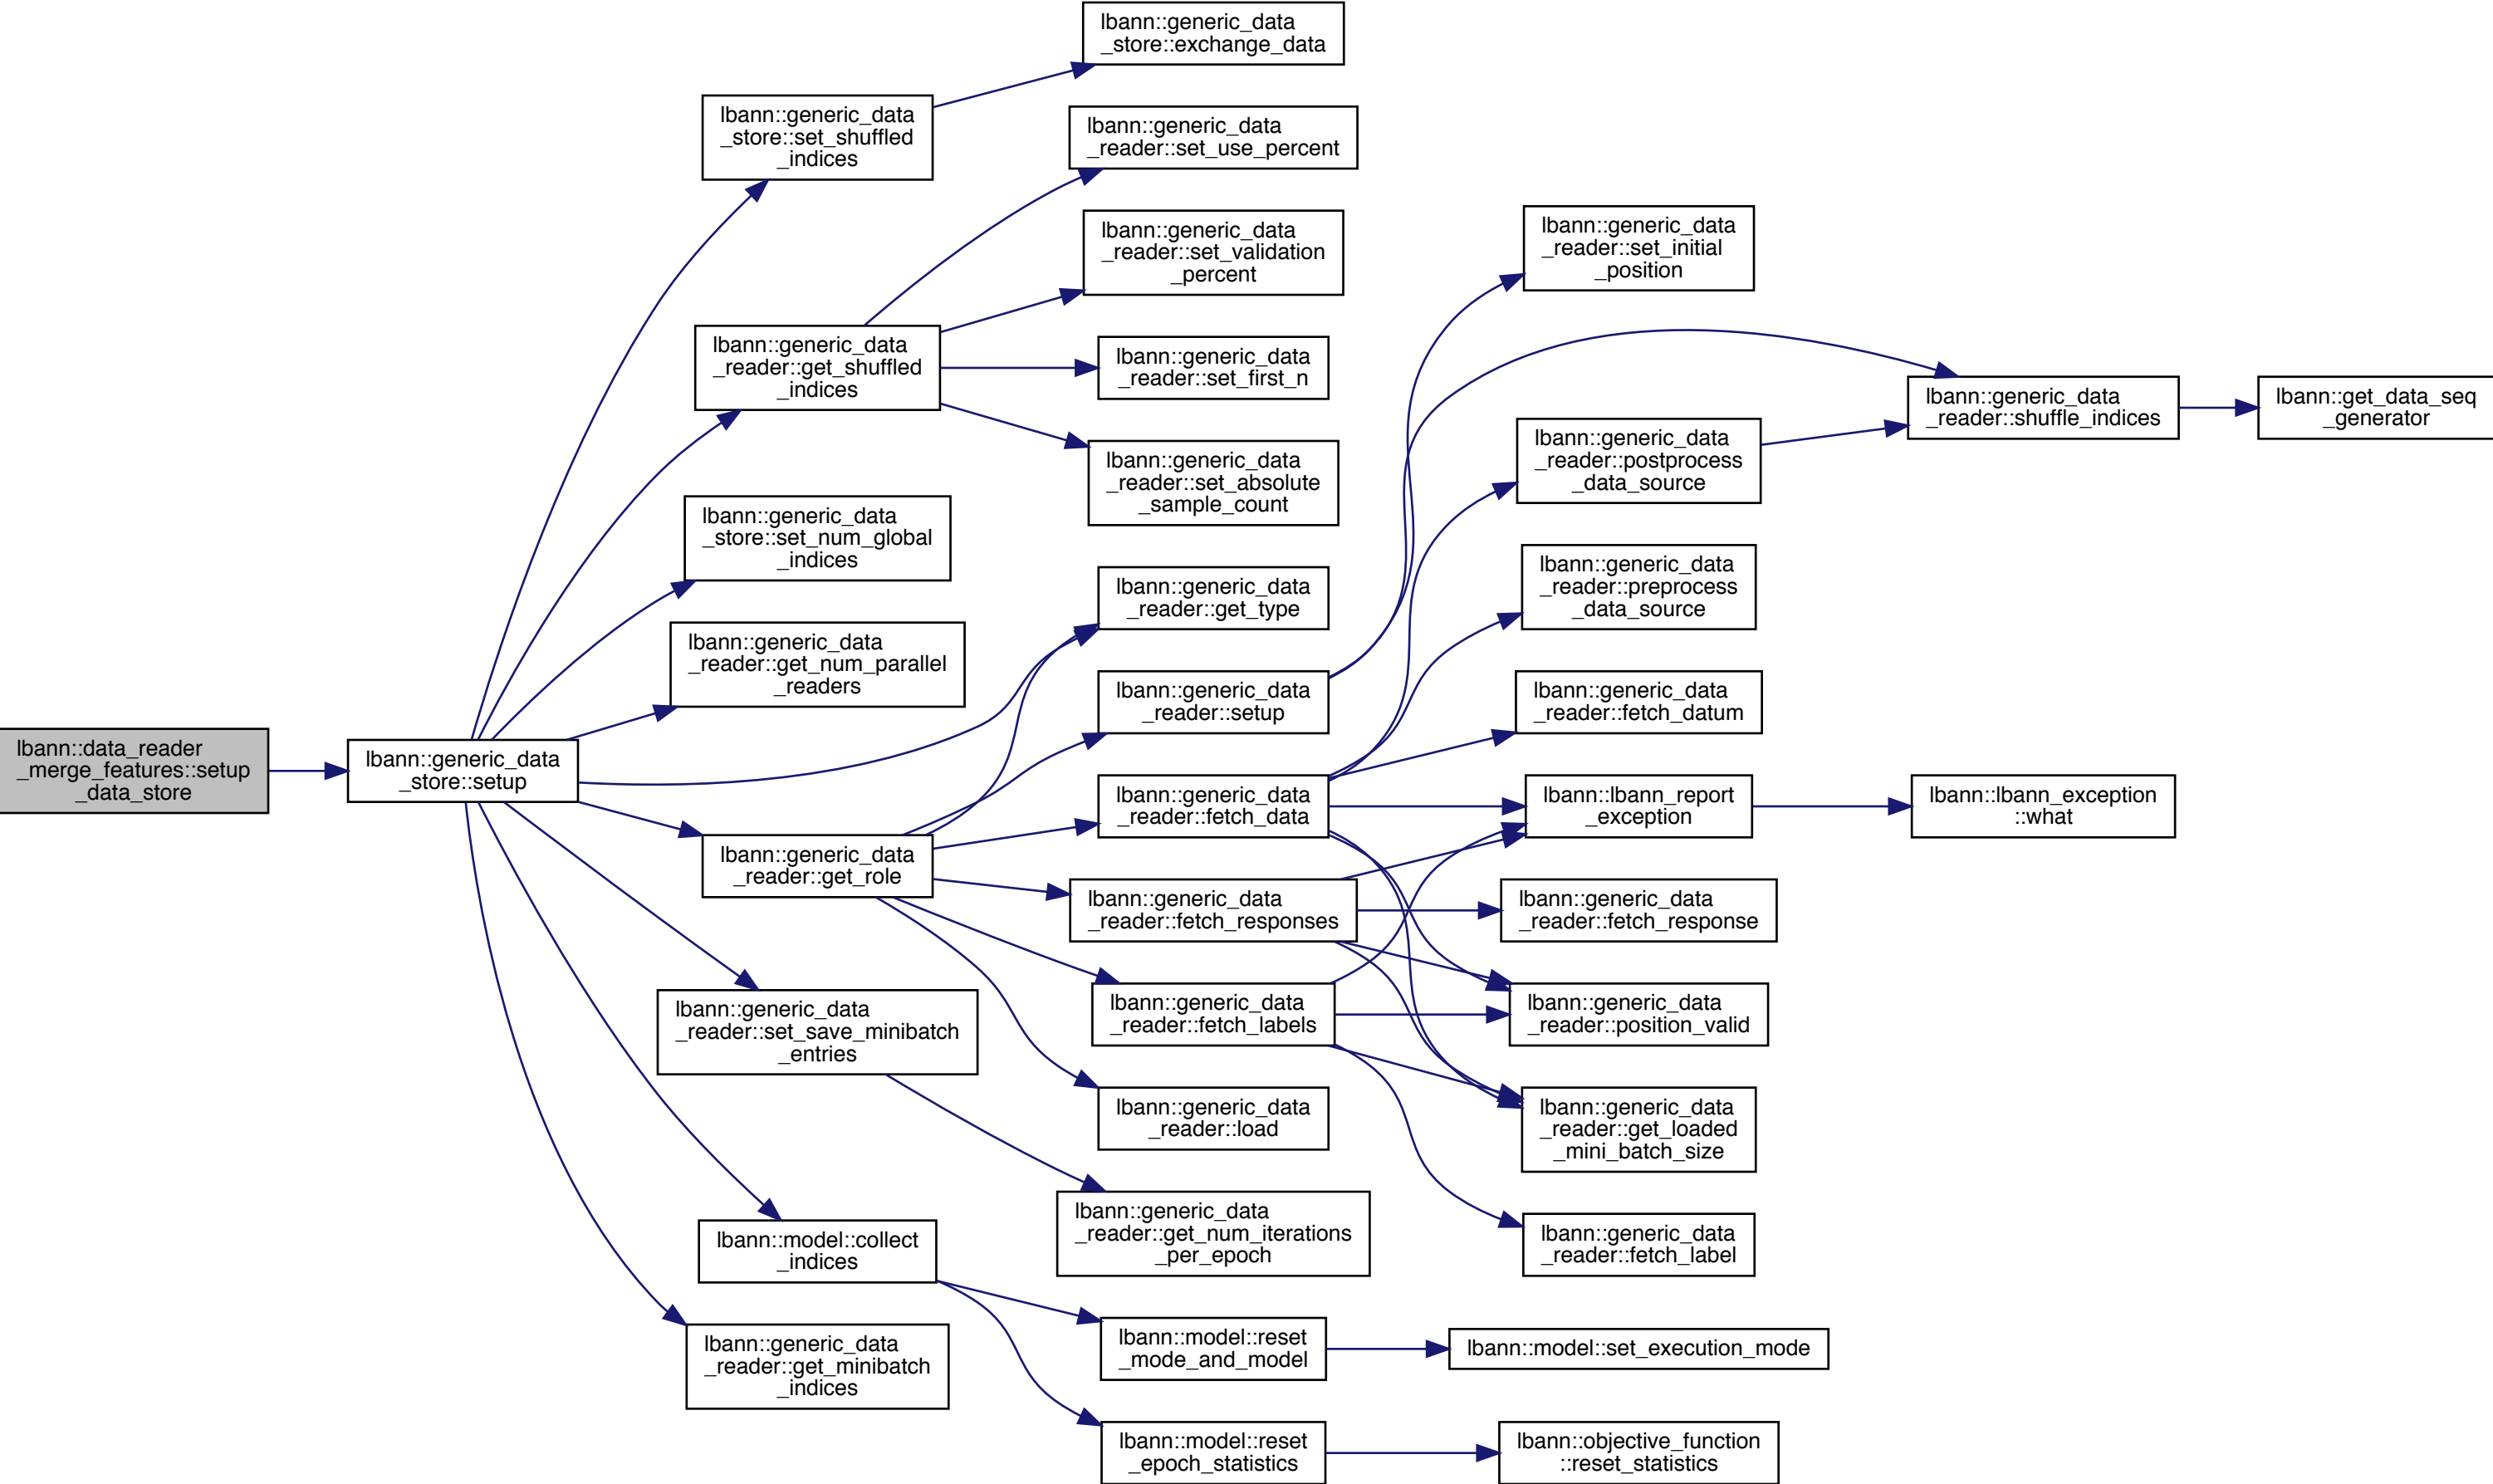 lbann::data_reader
_merge_features::setup
_data_store
lbann::generic_data
_store::setup
lbann::generic_data
_store::set_shuffled
_indices
lbann::generic_data
_reader::get_shuffled
_indices
lbann::generic_data
_store::set_num_global
_indices
lbann::generic_data
_reader::get_num_parallel
_readers
lbann::generic_data
_reader::get_role
lbann::generic_data
_reader::set_save_minibatch
_entries
lbann::model::collect
_indices
lbann::generic_data
_reader::get_minibatch
_indices
lbann::generic_data
_store::exchange_data
lbann::generic_data
_reader::set_use_percent
lbann::generic_data
_reader::set_validation
_percent
lbann::generic_data
_reader::set_first_n
lbann::generic_data
_reader::set_absolute
_sample_count
lbann::generic_data
_reader::get_type
lbann::generic_data
_reader::setup
lbann::generic_data
_reader::fetch_data
lbann::generic_data
_reader::fetch_responses
lbann::generic_data
_reader::fetch_labels
lbann::generic_data
_reader::load
lbann::generic_data
_reader::get_num_iterations
_per_epoch
lbann::model::reset
_mode_and_model
lbann::model::reset
_epoch_statistics
lbann::generic_data
_reader::set_initial
_position
lbann::generic_data
_reader::postprocess
_data_source
lbann::generic_data
_reader::preprocess
_data_source
lbann::generic_data
_reader::fetch_datum
lbann::lbann_report
_exception
lbann::generic_data
_reader::fetch_response
lbann::generic_data
_reader::position_valid
lbann::generic_data
_reader::get_loaded
_mini_batch_size
lbann::generic_data
_reader::fetch_label
lbann::model::set_execution_mode
lbann::objective_function
::reset_statistics
lbann::generic_data
_reader::shuffle_indices
lbann::lbann_exception
::what
lbann::get_data_seq
_generator